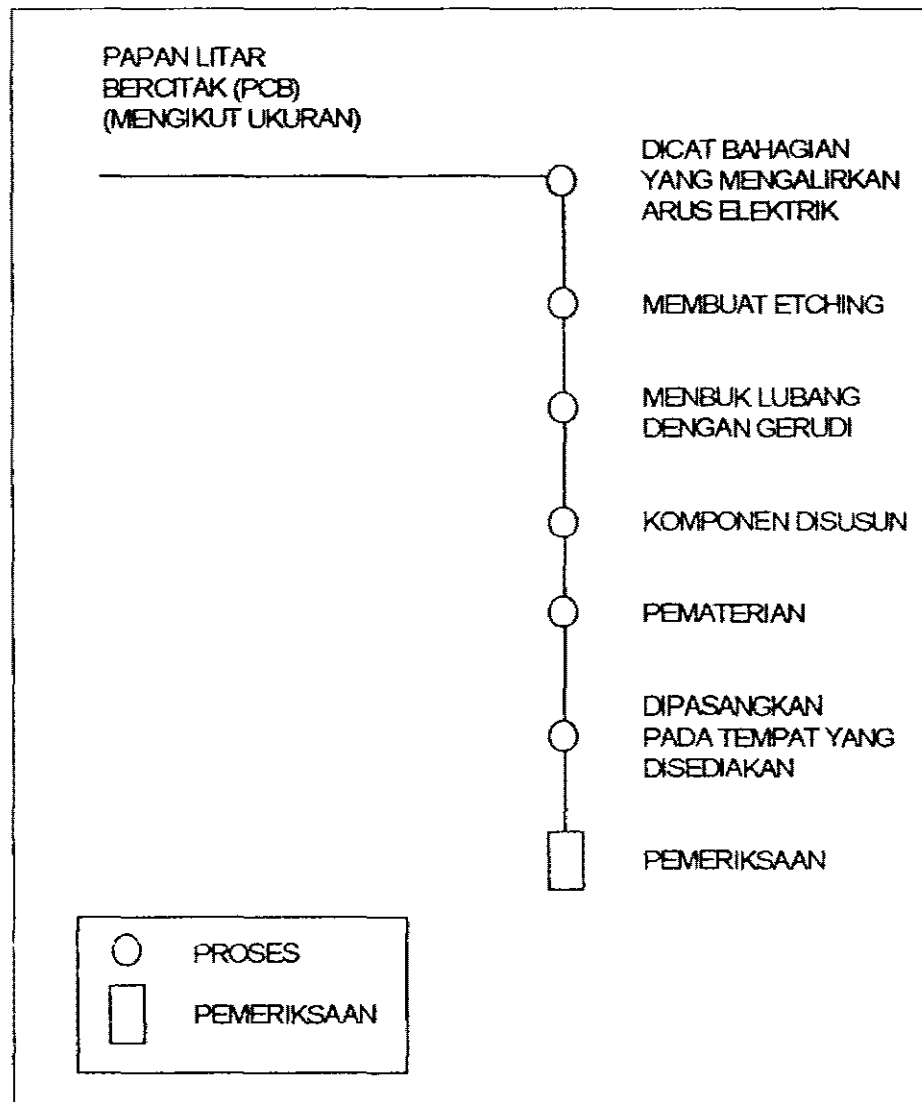 PAPAN LITAR
BERCITAK (PCB)
(MENGIKUT UKURAN)
DICAT BAHAGIAN
YANG MENGALIRKAN
ARUS ELEKTRIK
MEMBUAT ETCHING
MENBUK LUBANG
DENGAN GERUDI
KOMPONEN DISUSUN
PEMATERIAN
DIPASANGKAN
PADA TEMPAT YANG
DISEDIAKAN
PEMERIKSAAN
PROSES
PEMERIKSAAN